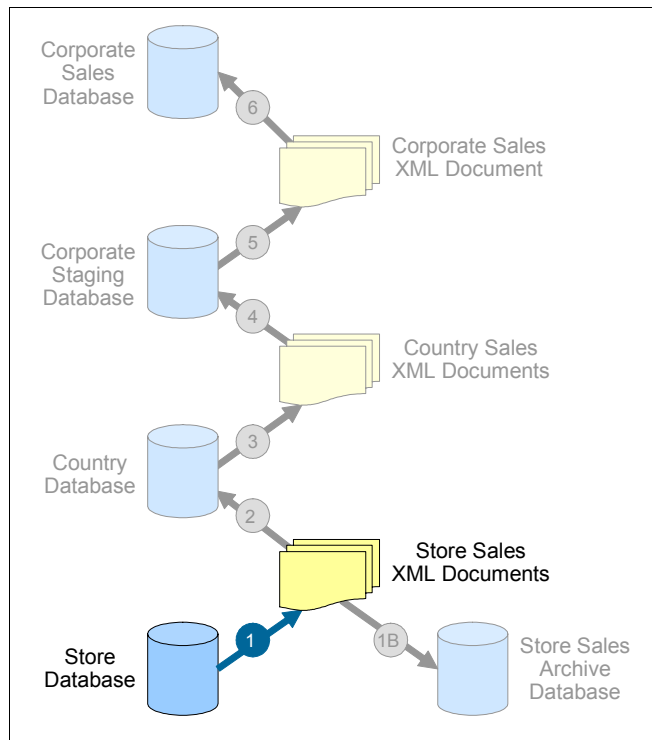 Corporate
Sales
Database
6
Corporate Sales
XML Document
Corporate
Staging
Database
5
4
Country Sales
XML Documents
Country
Database
3
2
Store Sales
XML Documents
Store
Database
1
1B
Store Sales
Archive
Database